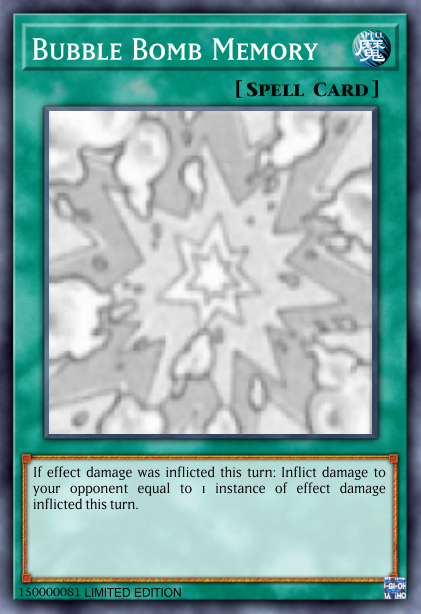 Bubble Bomb Memory
魔
[Spell Card]
If effect damage was inflicted this turn: Inflict damage to
your opponent equal to 1 instance of effect damage
inflicted this turn.
150000081 LIMITED EDITION